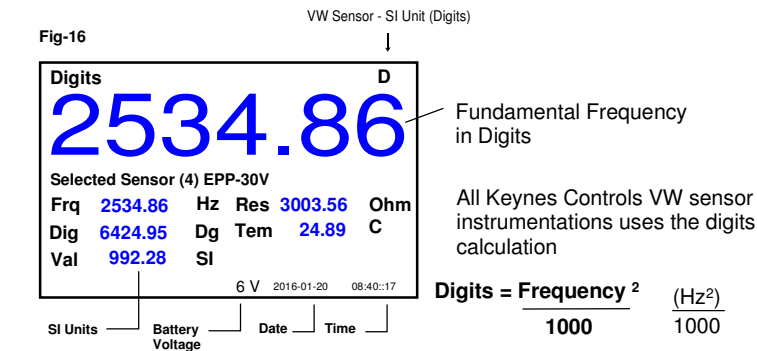 VW Sensor - SI Unit (Digits)
Fig-16
Digits D
2534.86
Fundamental Frequency
in Digits
Selected Sensor (4) EPP-30V
Frq 2534.86 Hz Res 3003.56 Ohm
Dig 6424.95 Dg Tem 24.89 C
Val 992.28 SI
All Keynes Controls VW sensor
instrumentations uses the digits
calculation
6 V 2016-01-20 08:40::17
Digits = Frequency 2 (Hz2)
1000 1000
SI Units Battery Date Time
Voltage